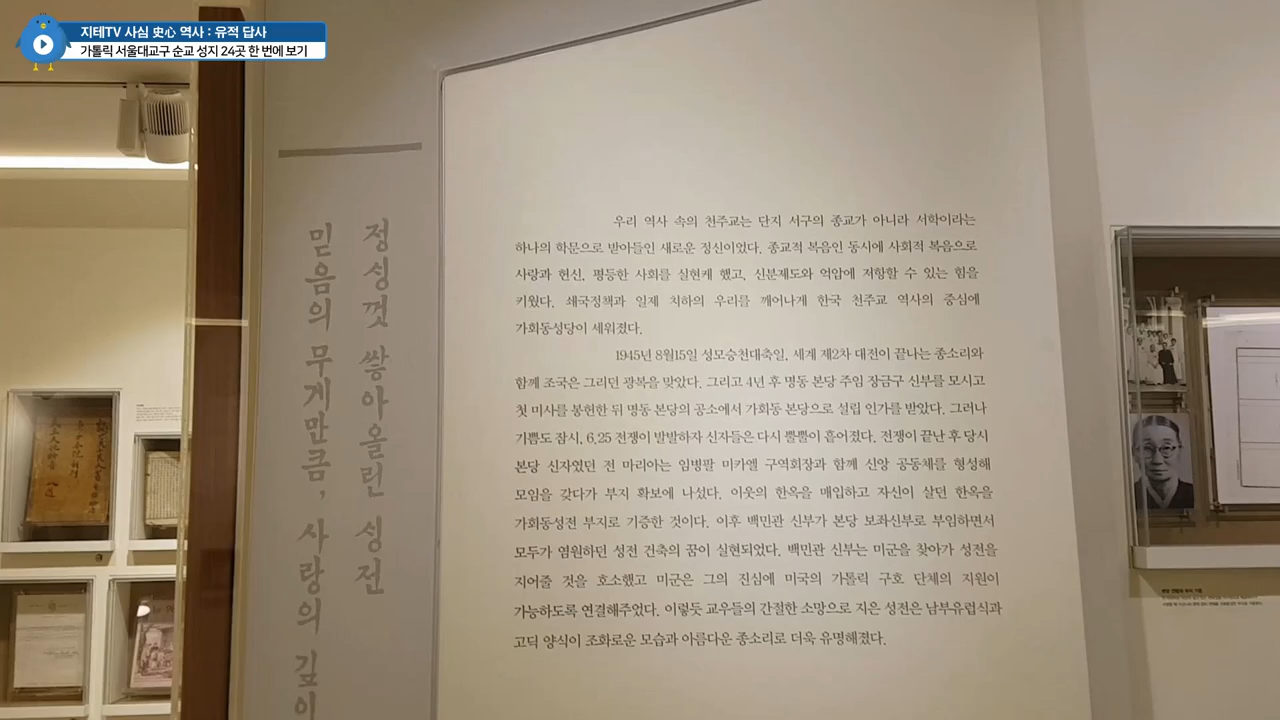 지테TV 사심 史心 역사 : 유적 답사
가톨릭 서울대교구 순교 성지 24곳 한 번에 보기
정성껏 쌓아올린 성전
믿음의 무게만큼, 사랑의 깊이
우리 역사 속의 천주교는 단지 서구의 종교가 아니라 서학이라는
하나의 학문으로 받아들인 새로운 정신이었다. 종교적 복음인 동시에 사회적 복음으로
사랑과 헌신, 평등한 사회를 실현케 했고, 신분제도와 억압에 저항할 수 있는 힘을
키웠다. 쇄국정책과 일제 치하의 우리를 깨어나게 한국 천주교 역사의 중심에
가회동성당이 세워졌다.
1945년 8월15일 성모승천대축일, 세계 제2차 대전이 끝나는 종소리와
함께 조국은 그리던 광복을 맞았다. 그리고 4년 후 명동 본당 주임 장금구 신부를 모시고
첫 미사를 봉헌한 뒤 명동 본당의 공소에서 가회동 본당으로 설립 인가를 받았다. 그러나
기쁨도 잠시, 6.25 전쟁이 발발하자 신자들은 다시 뿔뿔이 흩어졌다. 전쟁이 끝난 후 당시
본당 신자였던 전 마리아는 임병팔 미카엘 구역회장과 함께 신앙 공동체를 형성해
모임을 갖다가 부지 확보에 나섰다. 이웃의 한옥을 매입하고 자신이 살던 한옥을
가회동성전 부지로 기증한 것이다. 이후 백민관 신부가 본당 보좌신부로 부임하면서
모두가 염원하던 성전 건축의 꿈이 실현되었다. 백민관 신부는 미군을 찾아가 성전을
지어줄 것을 호소했고 미군은 그의 진심에 미국의 가톨릭 구호 단체의 지원이
가능하도록 연결해주었다. 이렇듯 교우들의 간절한 소망으로 지은 성전은 남부유럽식과
고딕 양식이 조화로운 모습과 아름다운 종소리로 더욱 유명해졌다.